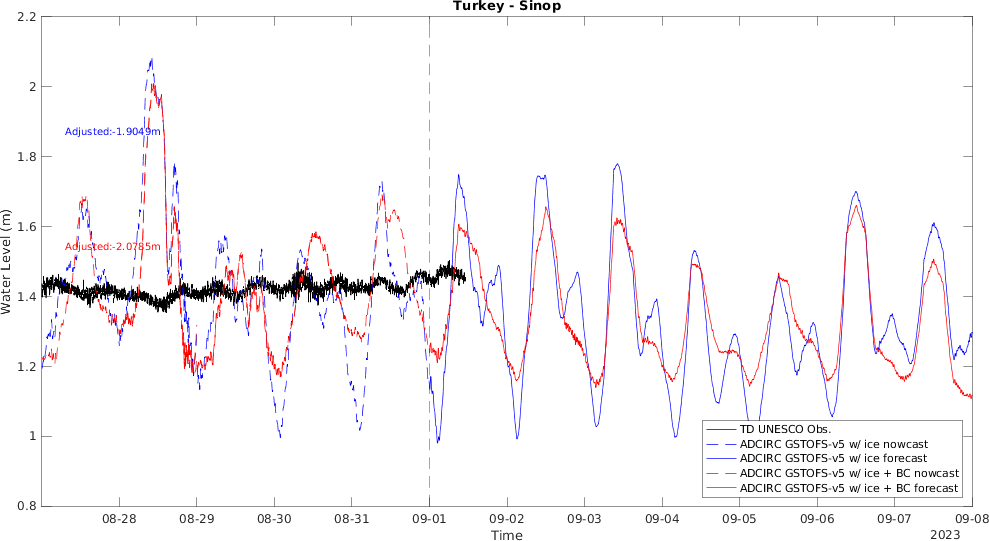 Turkey - Sinop
2.2
2
1.8
1.6
1.4
1.2
1
0.8
Water Level (m)
Adjusted:-1.9049m
Adjusted:-2.0785m
08-28
08-29
08-30
08-31
09-01
09-02
09-03
09-04
09-05
09-06
09-07
09-08
Time
2023
TD UNESCO Obs.
ADCIRC GSTOFS-v5 w/ ice nowcast
ADCIRC GSTOFS-v5 w/ ice forecast
ADCIRC GSTOFS-v5 w/ ice + BC nowcast
ADCIRC GSTOFS-v5 w/ ice + BC forecast